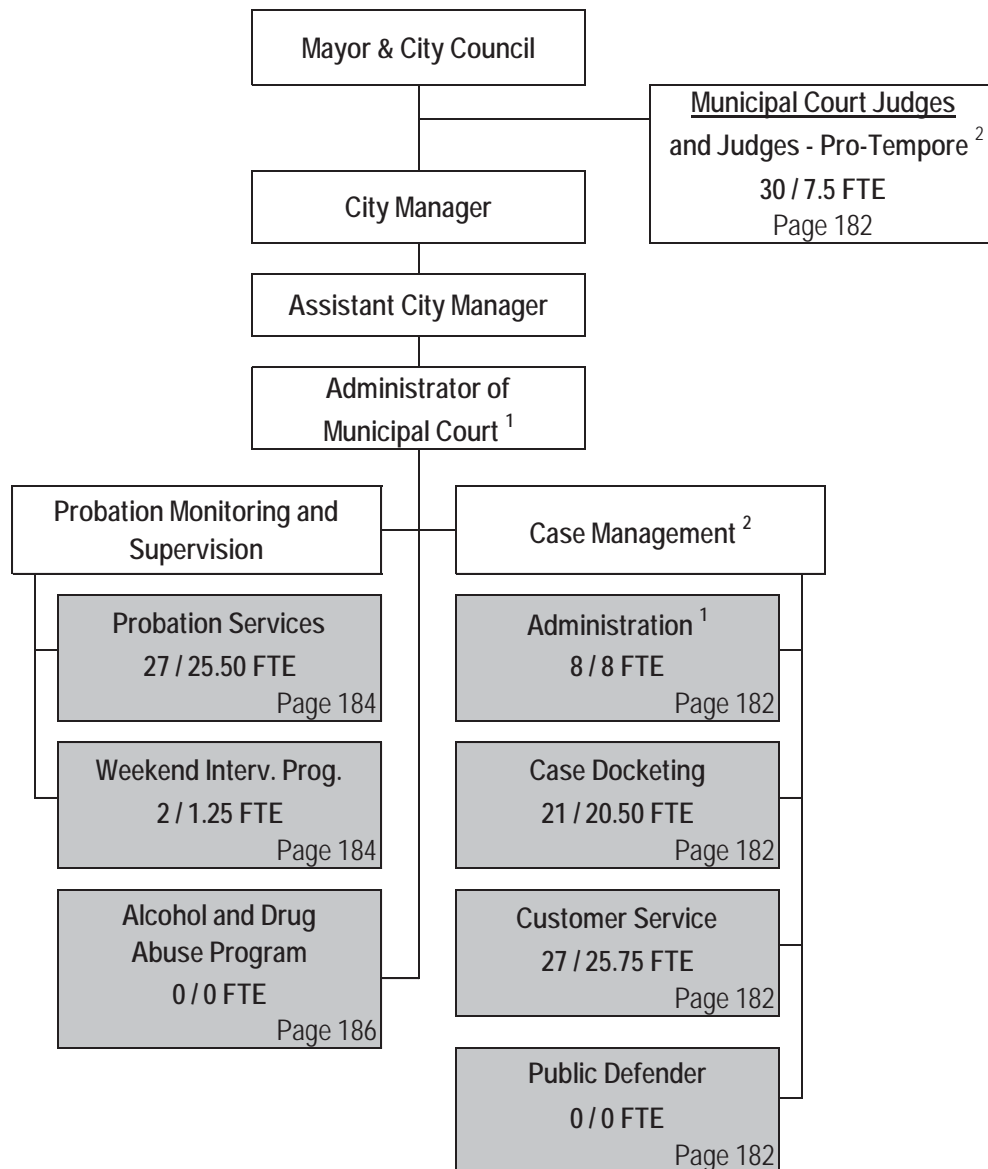 Mayor & City Council
Municipal Court Judges
and Judges - Pro-Tempore 2
30 / 7.5 FTE
Page 182
City Manager
Assistant City Manager
Administrator of
Municipal Court 1
Probation Monitoring and
Supervision
Case Management 2
Probation Services
27 / 25.50 FTE
Page 184
Administration 1
8 / 8 FTE
Page 182
Weekend Interv. Prog.
2 / 1.25 FTE
Page 184
Case Docketing
21 / 20.50 FTE
Page 182
Alcohol and Drug
Abuse Program
0 / 0 FTE
Page 186
Customer Service
27 / 25.75 FTE
Page 182
Public Defender
0 / 0 FTE
Page 182